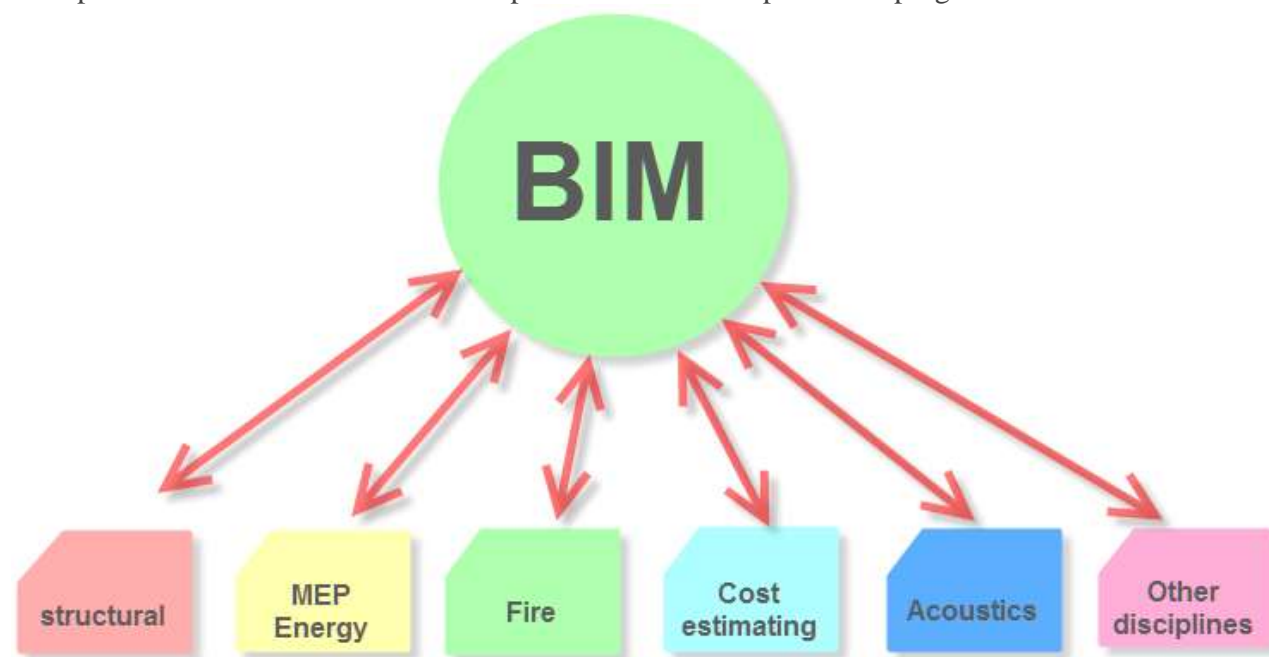 BIM
structural
MEP
Energy
Fire
Cost
estimating
Acoustics
Other
disciplines